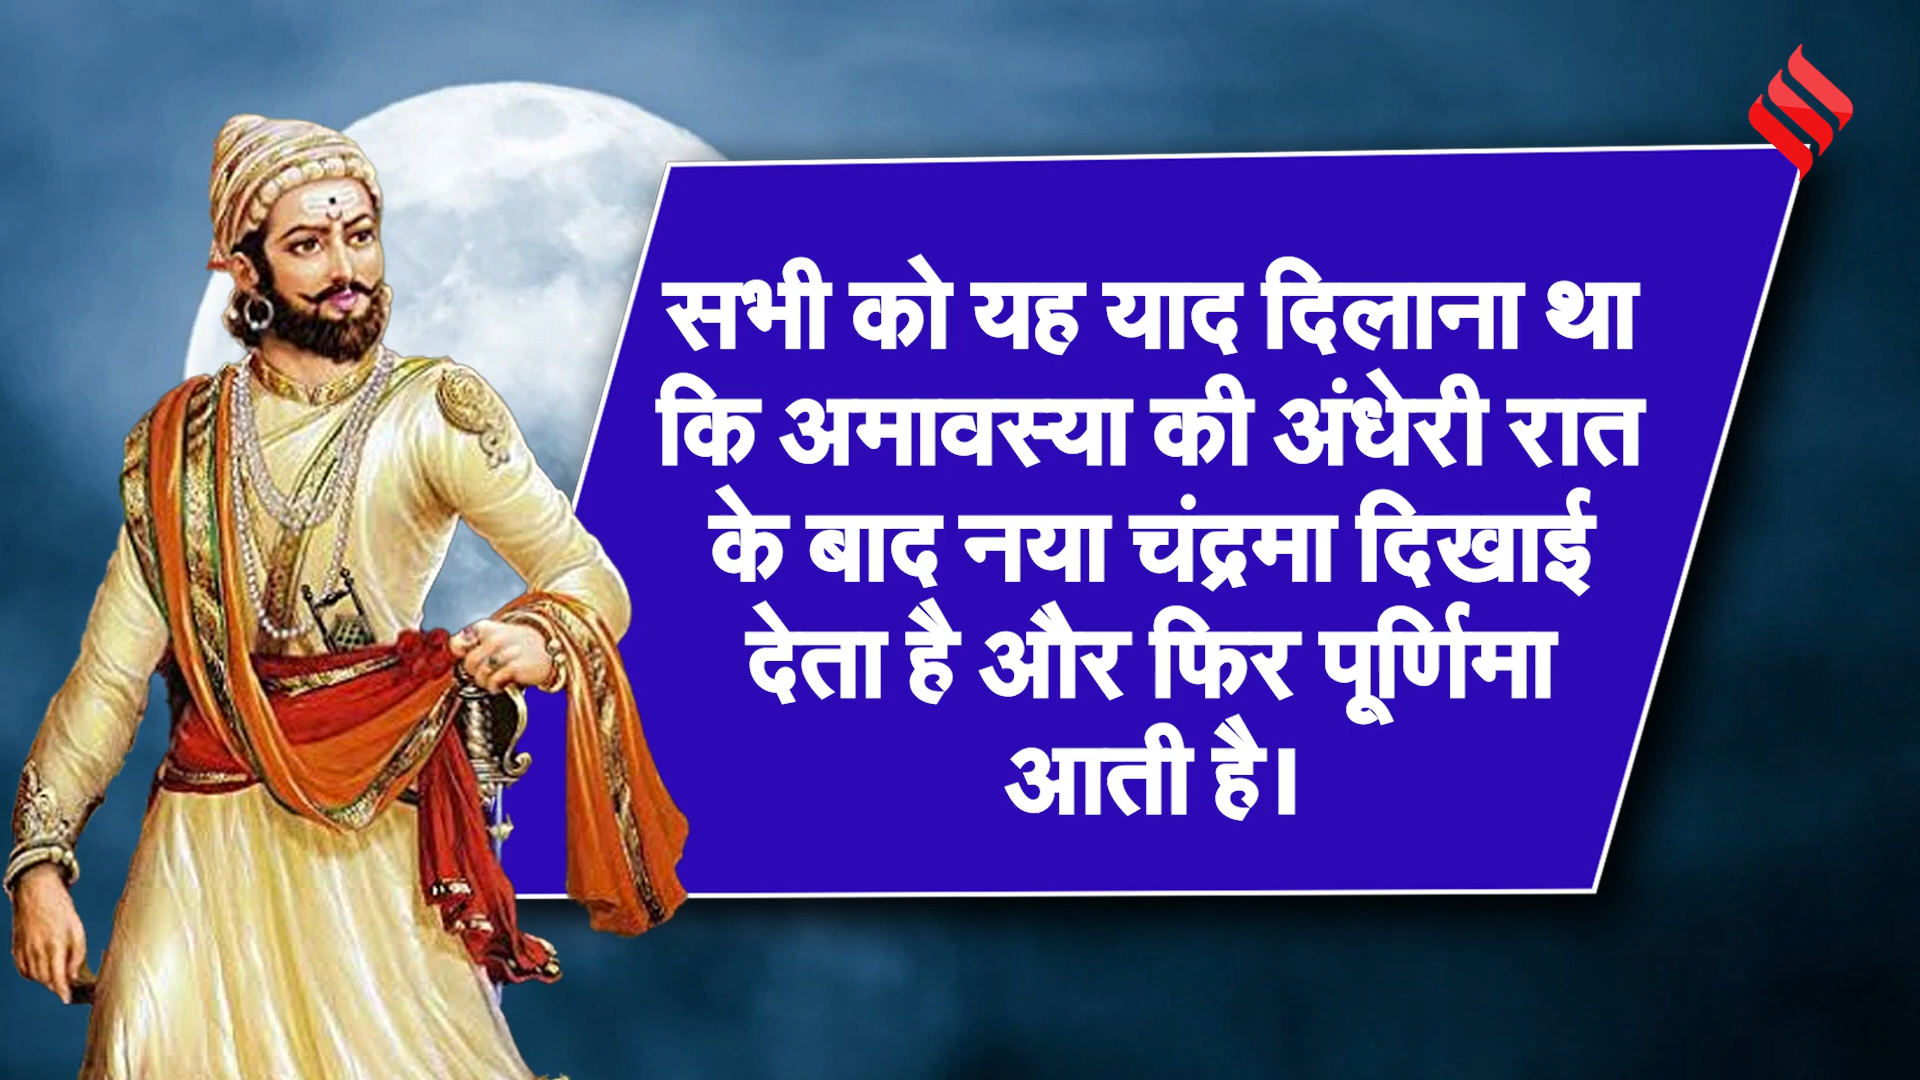 सभी को यह याद दिलाना था
कि अमावस्या की अंधेरी रात
के बाद नया चंद्रमा दिखाई
देता है और फिर पूर्णिमा
आती है।